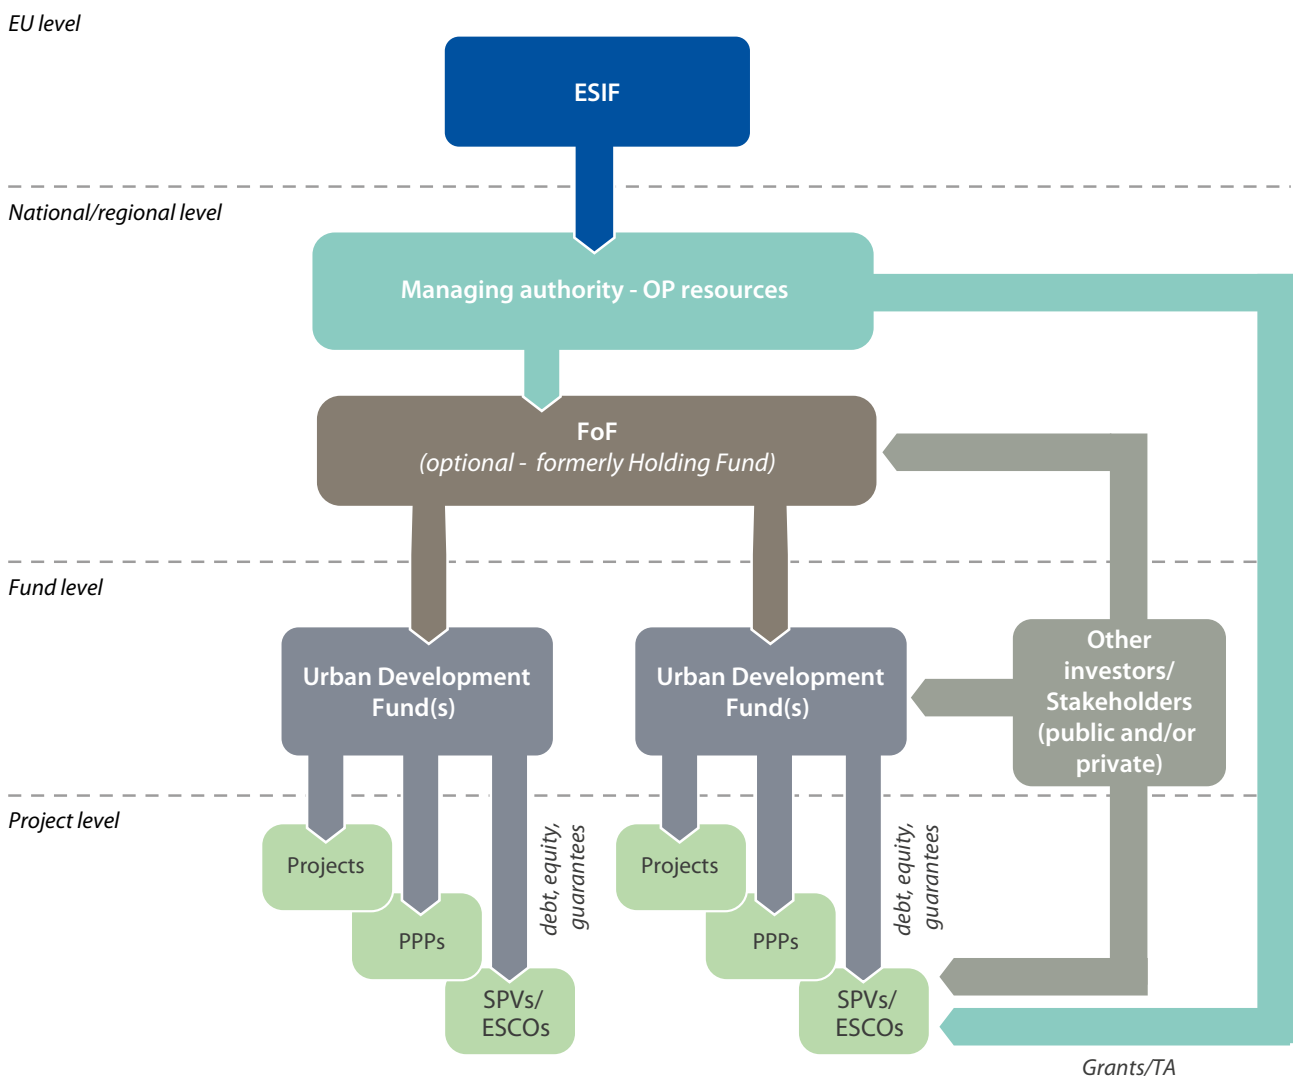 EU level
ESIF
National/regional level
Managing authority - OP resources
FoF
(optional - formerly Holding Fund)
Fund level
Urban Development
Fund(s)
Urban Development
Fund(s)
Other
investors/
Stakeholders
(public and/or
private)
Project level
Projects
PPPs
SPVs/
ESCOs
debt, equity,
guarantees
Projects
PPPs
SPVs/
ESCOs
debt, equity,
guarantees
Grants/TA